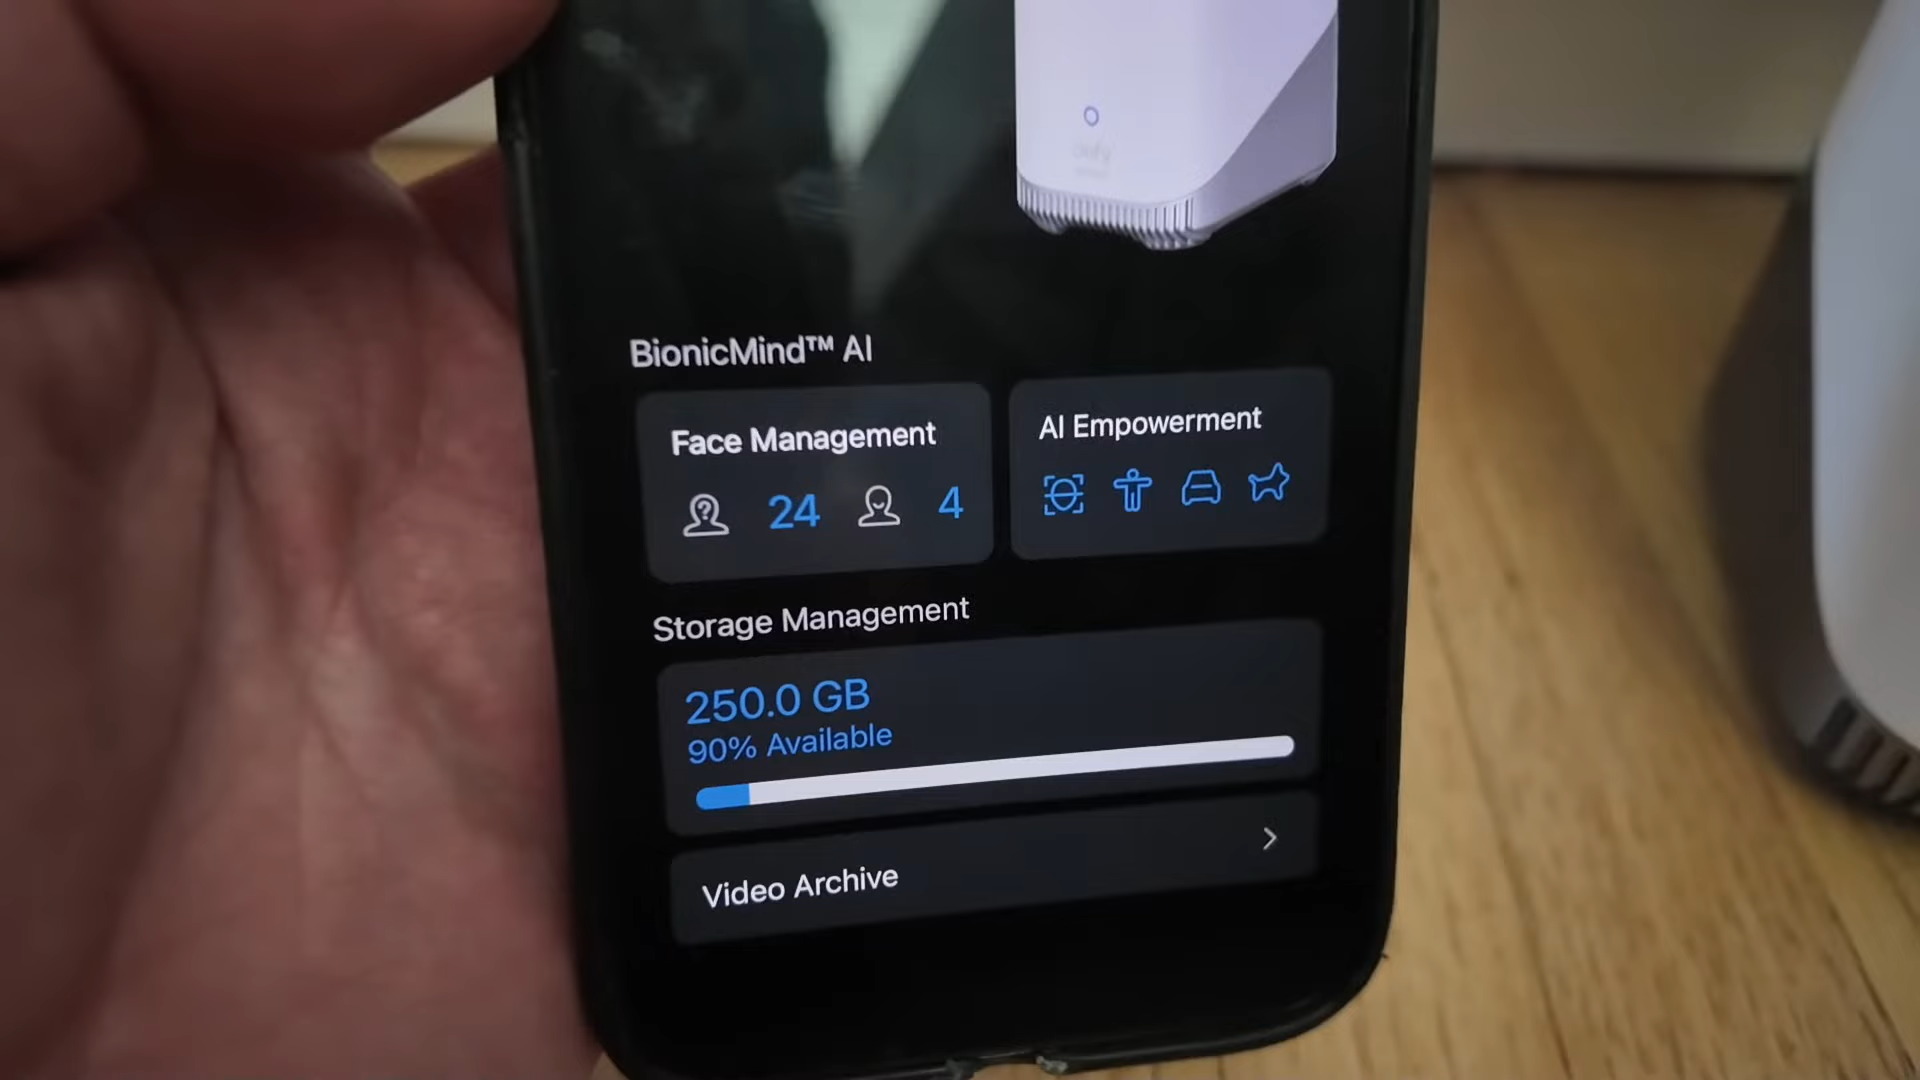 BionicMind™ AI
Face Management
24 4
AI Empowerment
Storage Management
250.0 GB
90% Available
Video Archive